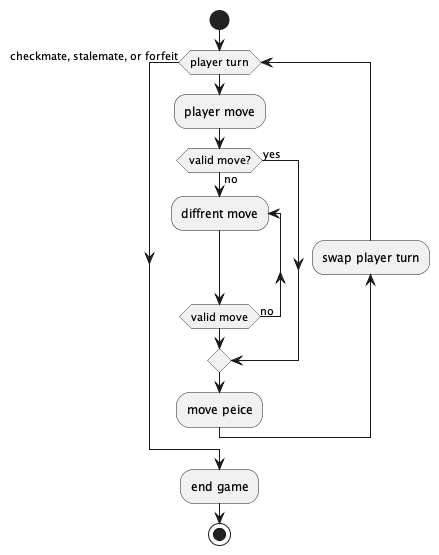 checkmate, stalemate, or forfeit
player turn
player move
valid move?
yes
no
diffrent move
swap player turn
valid move
no
move peice
end game